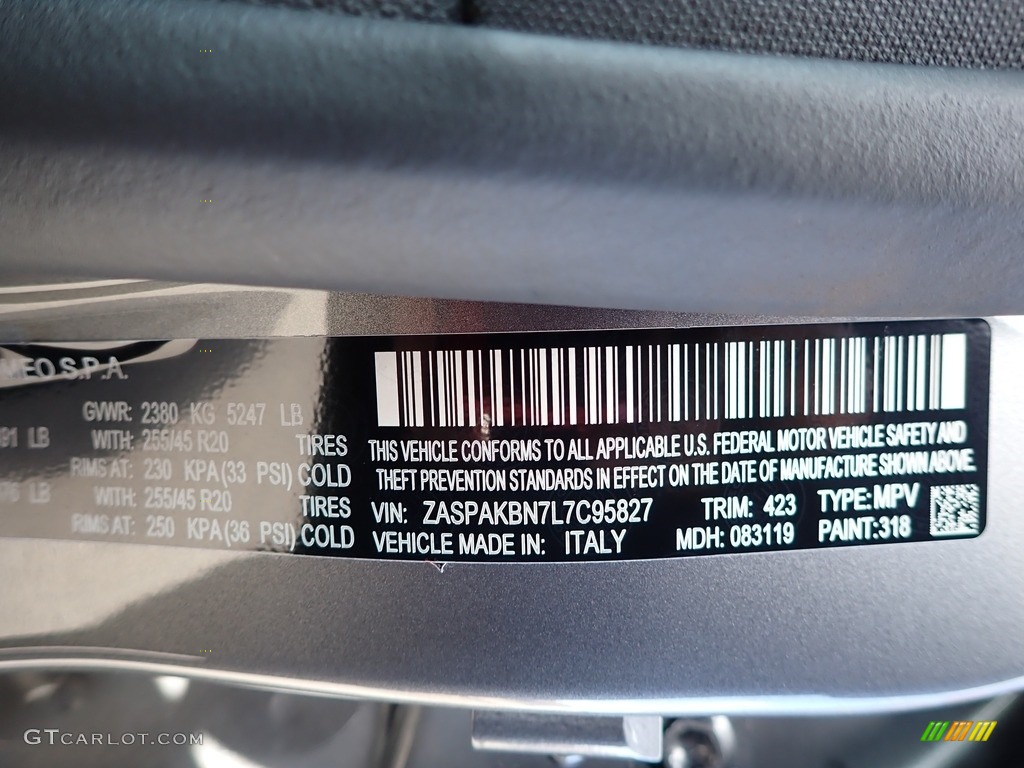 S.P.A.
GVWR: 2380 KG 5247 LB
91 LB WITH: 255/45 R20 TIRES
RIMS AT: 230 KPA(33 PSI) COLD
LB WITH: 255/45 R20 TIRES
RIMS AT: 250 KPA(36 PSI) COLD
THIS VEHICLE CONFORMS TO ALL APPLICABLE U.S. FEDERAL MOTOR VEHICLE SAFETY AND
THEFT PREVENTION STANDARDS IN EFFECT ON THE DATE OF MANUFACTURE SHOWN ABOVE.
VIN: ZASPAKBN7L7C95827 TRIM: 423 TYPE: MPV
VEHICLE MADE IN: ITALY MDH: 083119 PAINT:318
GTCARLOT.COM